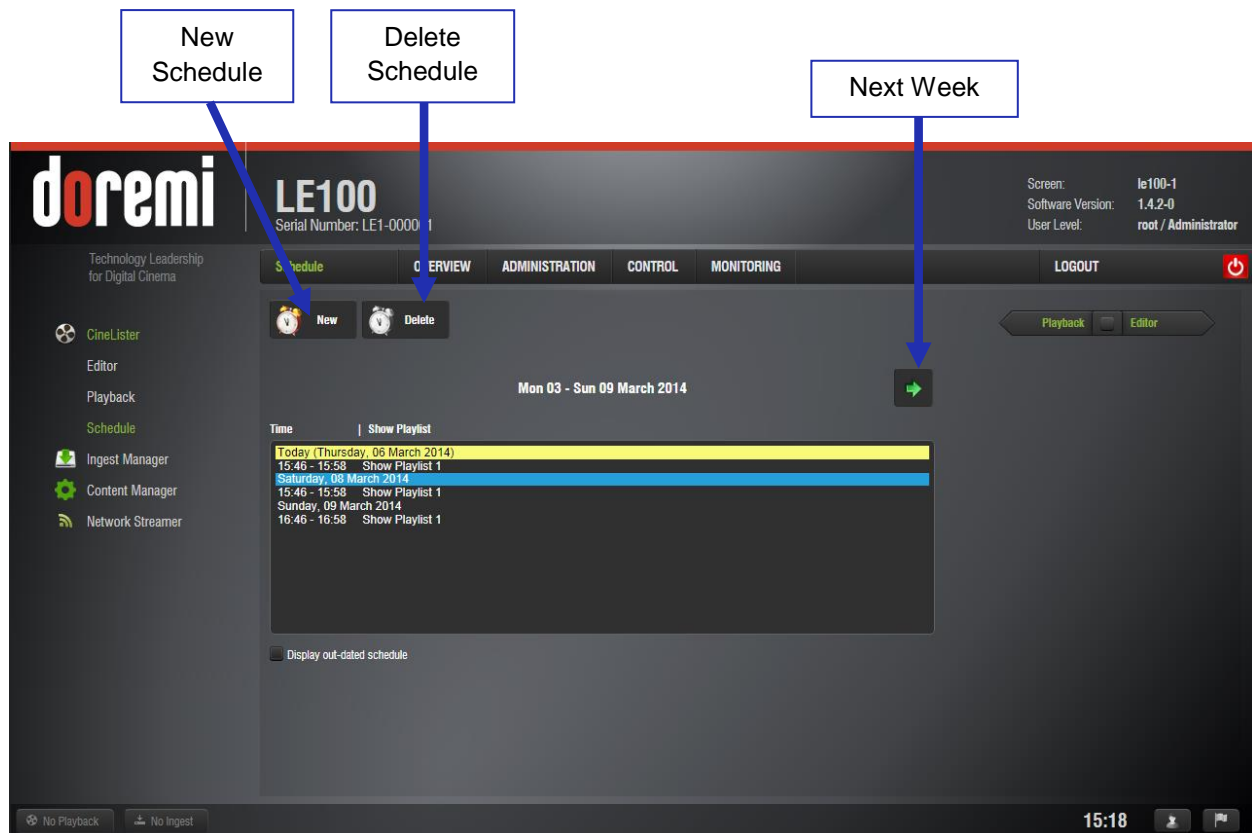 New
Schedule
Delete
Schedule
Next Week
doremi
Technology Leadership
for Digital Cinema
LE100
Serial Number: LE1-000001
Screen: le100-1
Software Version: 1.4.2-0
User Level: root / Administrator
Schedule OVERVIEW ADMINISTRATION CONTROL MONITORING LOGOUT
New Delete
Playback Editor
CineLister
Editor
Playback
Schedule
Ingest Manager
Content Manager
Network Streamer
Mon 03 - Sun 09 March 2014
Time | Show Playlist
Today (Thursday, 06 March 2014)
15:46 - 15:58 Show Playlist 1
Saturday, 08 March 2014
15:46 - 15:58 Show Playlist 1
Sunday, 09 March 2014
16:46 - 16:58 Show Playlist 1
Display out-dated schedule
No Playback No Ingest 15:18